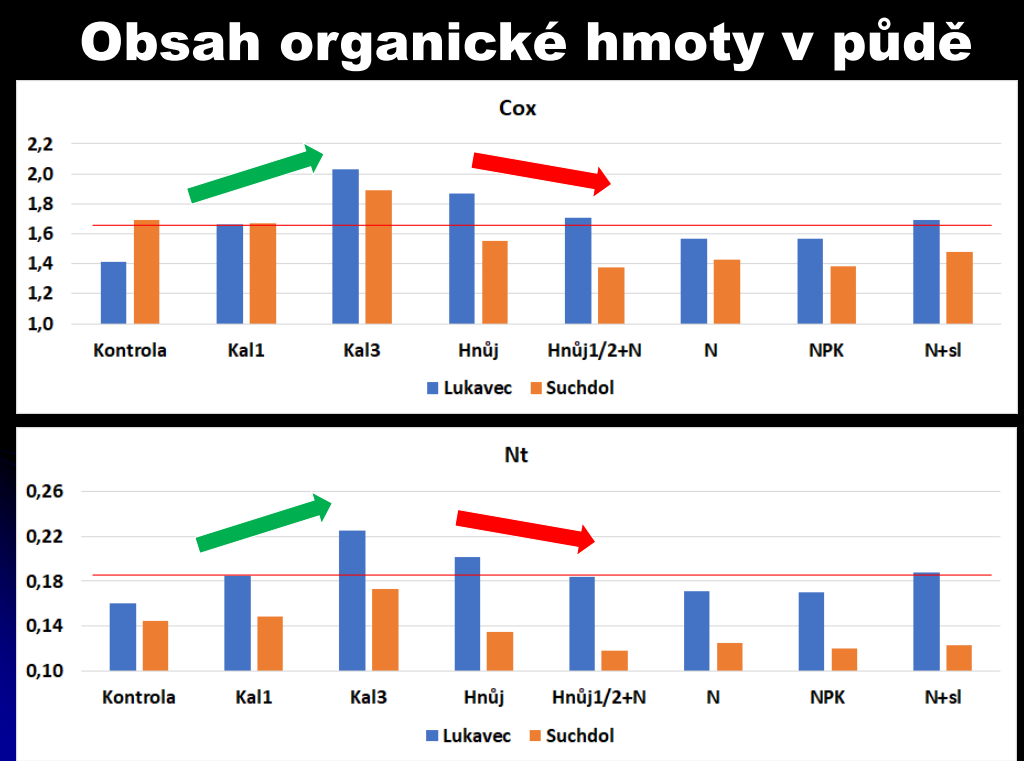 Obsah organické hmoty v půdě
Cox
2,2
2,0
1,8
1,6
1,4
1,2
1,0
Kontrola Kal1 Kal3 Hnůj Hnůj1/2+N N NPK N+sl
Lukavec Suchdol
Nt
0,26
0,22
0,18
0,14
0,10
Kontrola Kal1 Kal3 Hnůj Hnůj1/2+N N NPK N+sl
Lukavec Suchdol